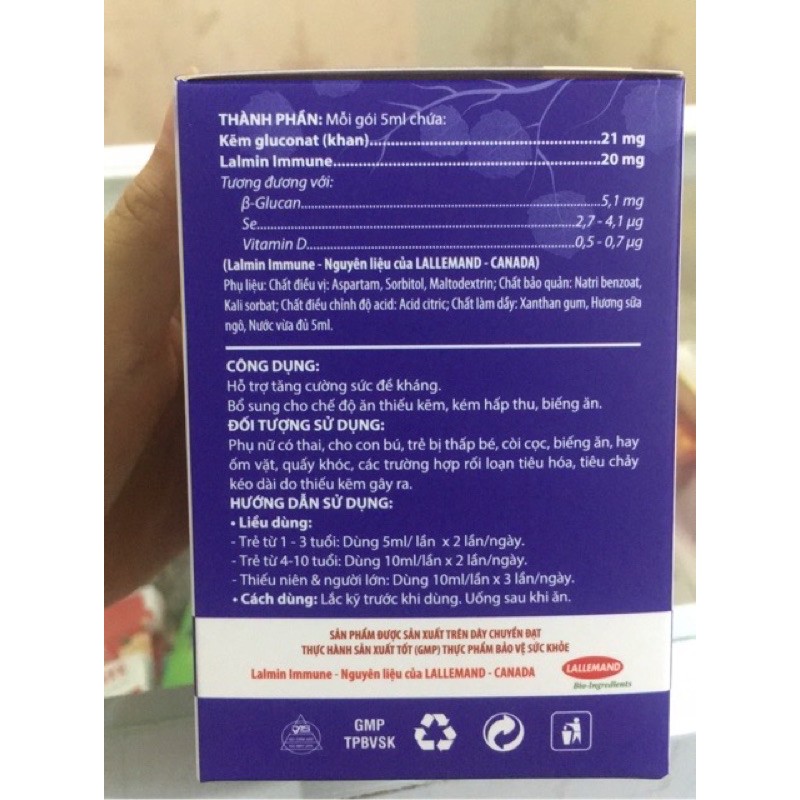 THÀNH PHẦN: Mỗi gói 5ml chứa:
Kẽm gluconat (khan)..........21 mg
Lalmin Immune..........20 mg
Tương đương với:
β-Glucan..........5,1 mg
Se..........2,7 - 4,1 µg
Vitamin D..........0,5 - 0,7 µg
(Lalmin Immune - Nguyên liệu của LALLEMAND - CANADA)
Phụ liệu: Chất điều vị: Aspartam, Sorbitol, Maltodextrin; Chất bảo quản: Natri benzoat,
Kali sorbat; Chất điều chỉnh độ acid: Acid citric; Chất làm dầy: Xanthan gum, Hương sữa
ngô, Nước vừa đủ 5ml.
CÔNG DỤNG:
Hỗ trợ tăng cường sức đề kháng.
Bổ sung cho chế độ ăn thiếu kẽm, kém hấp thu, biếng ăn.
ĐỐI TƯỢNG SỬ DỤNG:
Phụ nữ có thai, cho con bú, trẻ bị thấp bé, còi cọc, biếng ăn, hay
ốm vặt, quấy khóc, các trường hợp rối loạn tiêu hóa, tiêu chảy
kéo dài do thiếu kẽm gây ra.
HƯỚNG DẪN SỬ DỤNG:
• Liều dùng:
- Trẻ từ 1 - 3 tuổi: Dùng 5ml/ lần x 2 lần/ngày.
- Trẻ từ 4-10 tuổi: Dùng 10ml/lần x 2 lần/ngày.
- Thiếu niên & người lớn: Dùng 10ml/lần x 3 lần/ngày.
• Cách dùng: Lắc kỹ trước khi dùng. Uống sau khi ăn.
SẢN PHẨM ĐƯỢC SẢN XUẤT TRÊN DÂY CHUYỀN ĐẠT
THỰC HÀNH SẢN XUẤT TỐT (GMP) THỰC PHẨM BẢO VỆ SỨC KHỎE
Lalmin Immune - Nguyên liệu của LALLEMAND - CANADA
LALLEMAND
Bio-Ingredients
GMP
TPBVSK